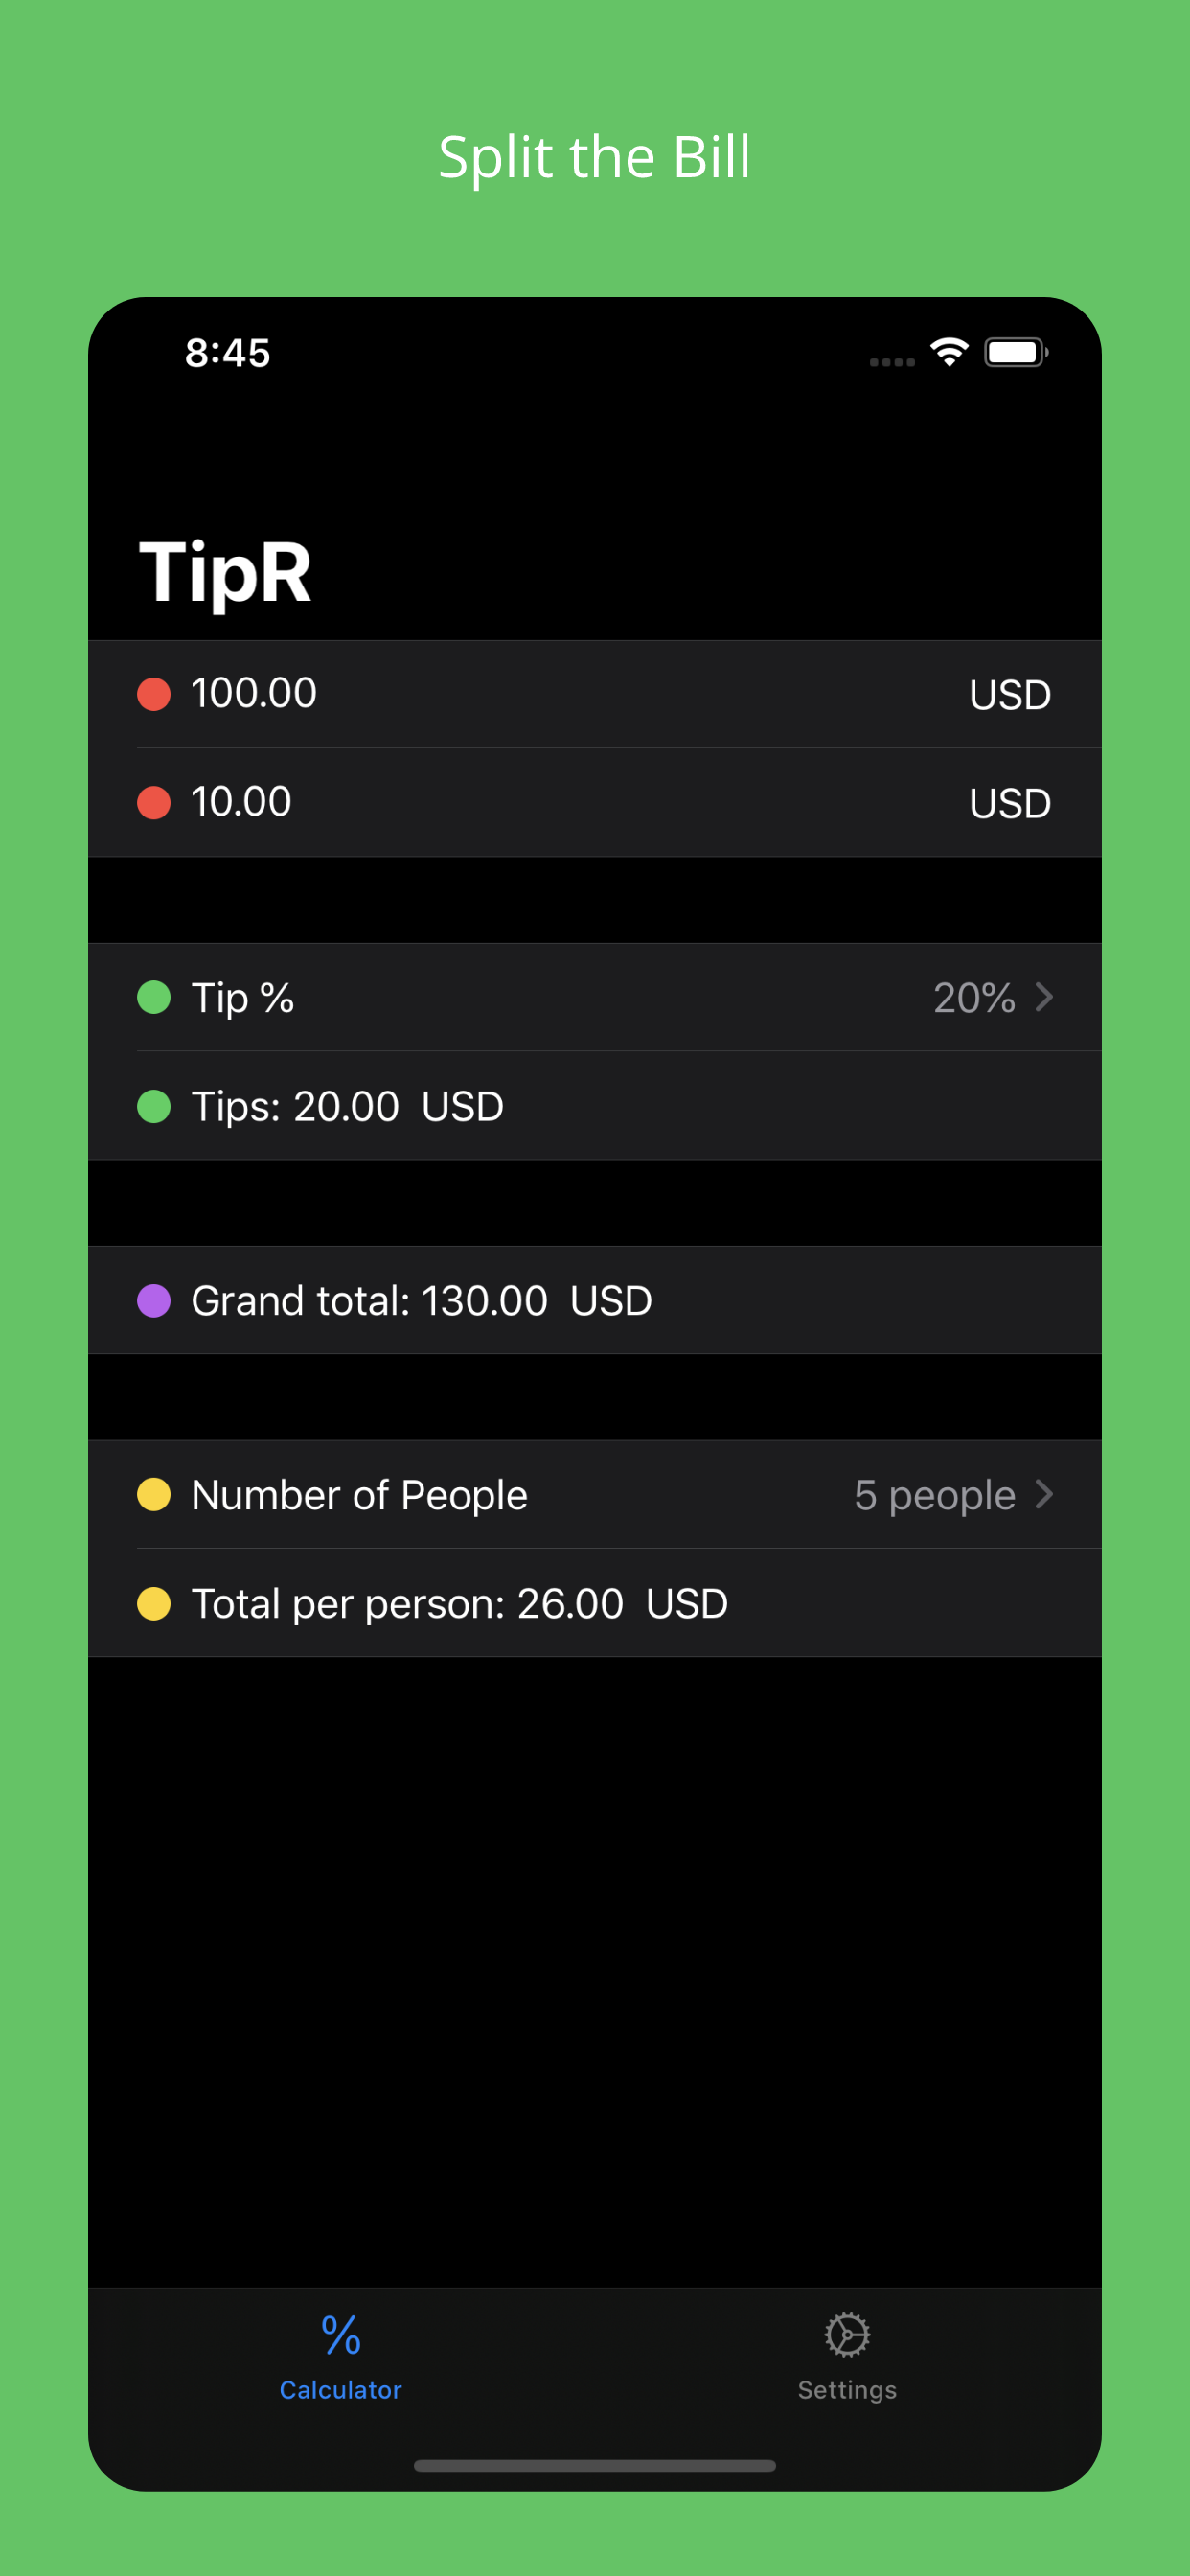 Split the Bill
8:45
TipR
100.00 USD
10.00 USD
Tip % 20%
Tips: 20.00 USD
Grand total: 130.00 USD
Number of People 5 people
Total per person: 26.00 USD
%
Calculator Settings